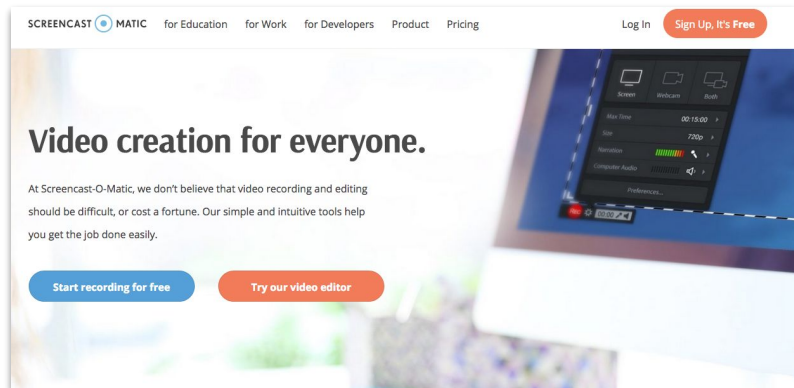 SCREENCAST MATIC for Education for Work for Developers Product Pricing Log In Sign Up, It's Free
Video creation for everyone.
At Screencast-O-Matic, we don't believe that video recording and editing
should be difficult, or cost a fortune. Our simple and intuitive tools help
you get the job done easily.
Start recording for free Try our video editor
Screen Webcam Both
Max Time 00:15:00
Size 720p
Narration
Computer Audio
Preferences...
REC 00:00